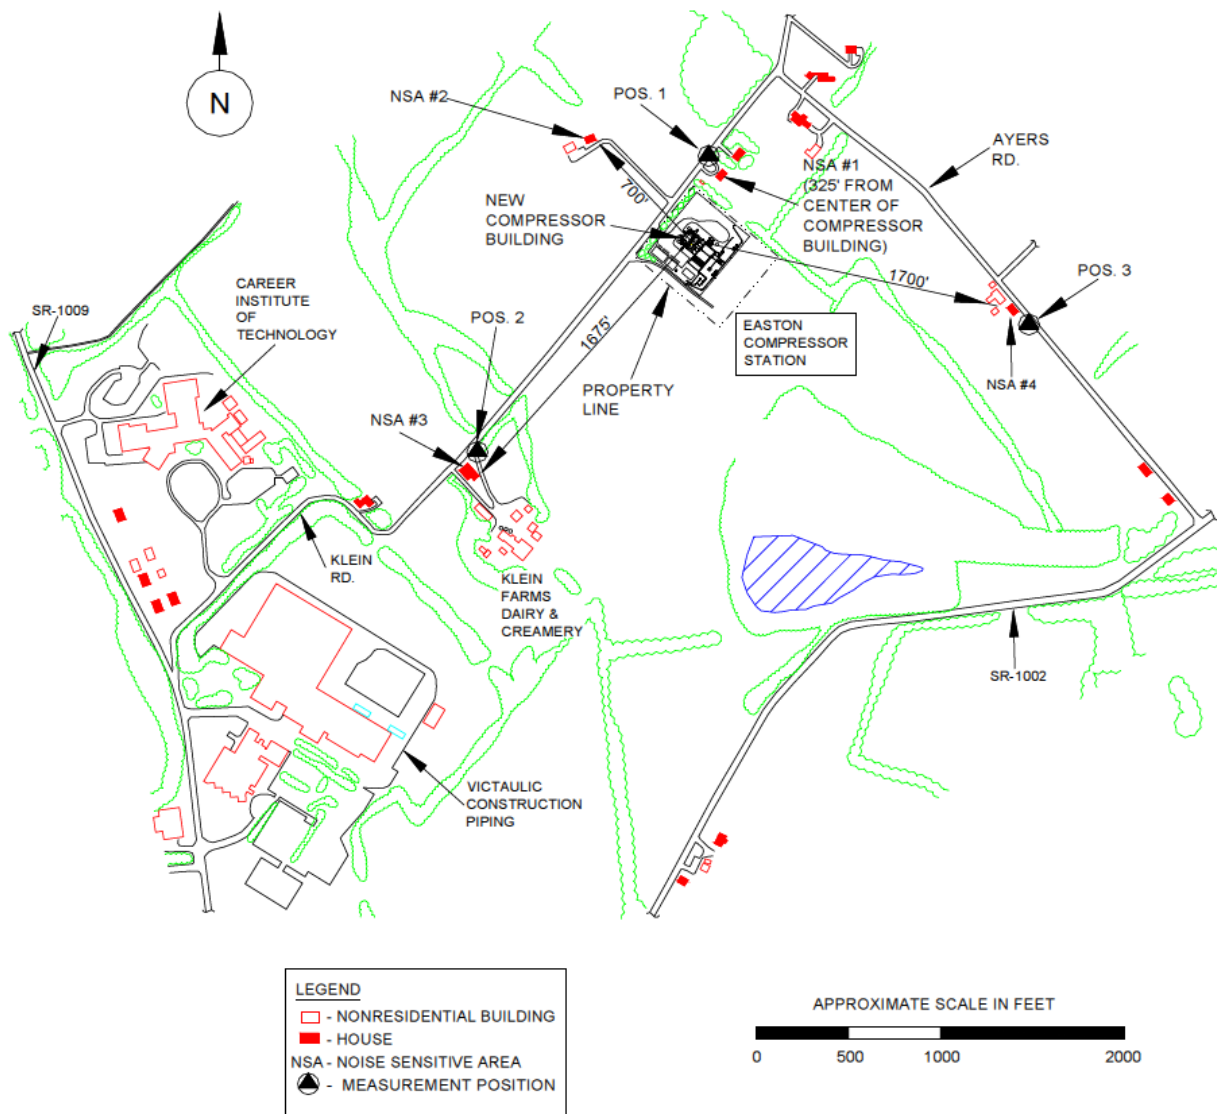 N
NSA #2
POS. 1
AYERS
RD.
NSA #1
(325' FROM
CENTER OF
COMPRESSOR
BUILDING)
700'
NEW
COMPRESSOR
BUILDING
1700'
POS. 3
CAREER
INSTITUTE
OF
TECHNOLOGY
SR-1009
POS. 2
1675'
EASTON
COMPRESSOR
STATION
PROPERTY
LINE
NSA #4
NSA #3
KLEIN
RD.
KLEIN
FARMS
DAIRY &
CREAMERY
SR-1002
VICTAULIC
CONSTRUCTION
PIPING
LEGEND
- NONRESIDENTIAL BUILDING
- HOUSE
NSA - NOISE SENSITIVE AREA
- MEASUREMENT POSITION
APPROXIMATE SCALE IN FEET
0 500 1000 2000